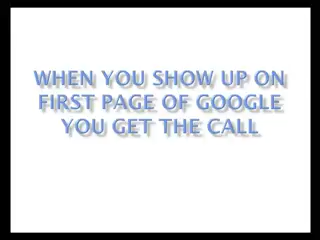 WHEN YOU SHOW UP ON
FIRST PAGE OF GOOGLE
YOU GET THE CALL